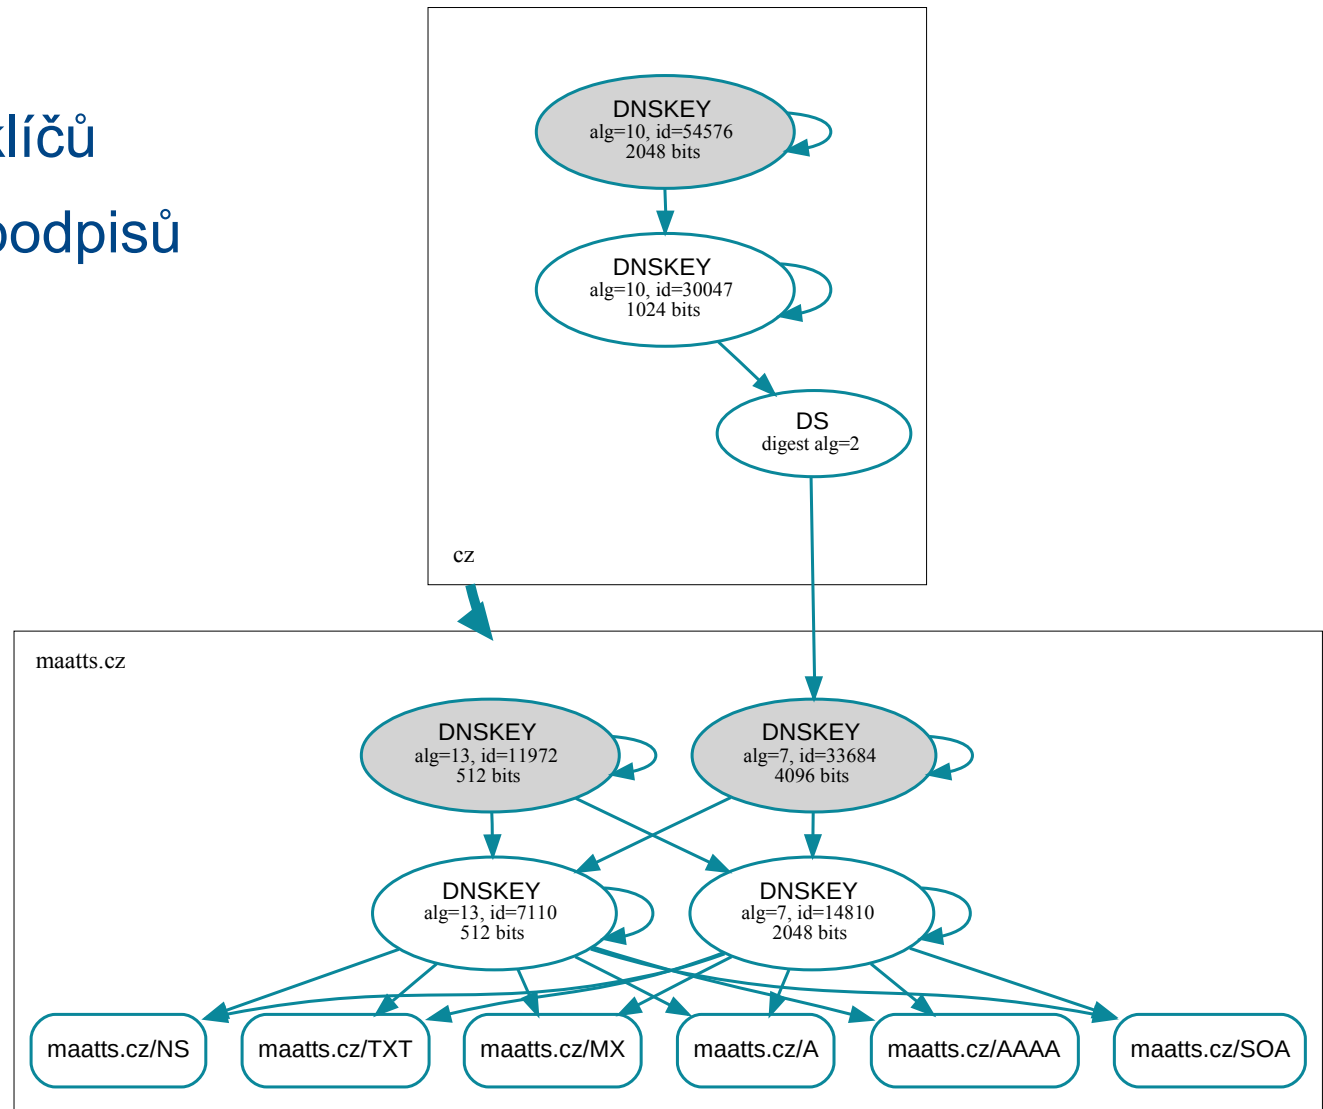 klíčů
podpisů
DNSKEY
alg=10, id=54576
2048 bits
DNSKEY
alg=10, id=30047
1024 bits
DS
digest alg=2
cz
maatts.cz
DNSKEY
alg=13, id=11972
512 bits
DNSKEY
alg=7, id=33684
4096 bits
DNSKEY
alg=13, id=7110
512 bits
DNSKEY
alg=7, id=14810
2048 bits
maatts.cz/NS
maatts.cz/TXT
maatts.cz/MX
maatts.cz/A
maatts.cz/AAAA
maatts.cz/SOA